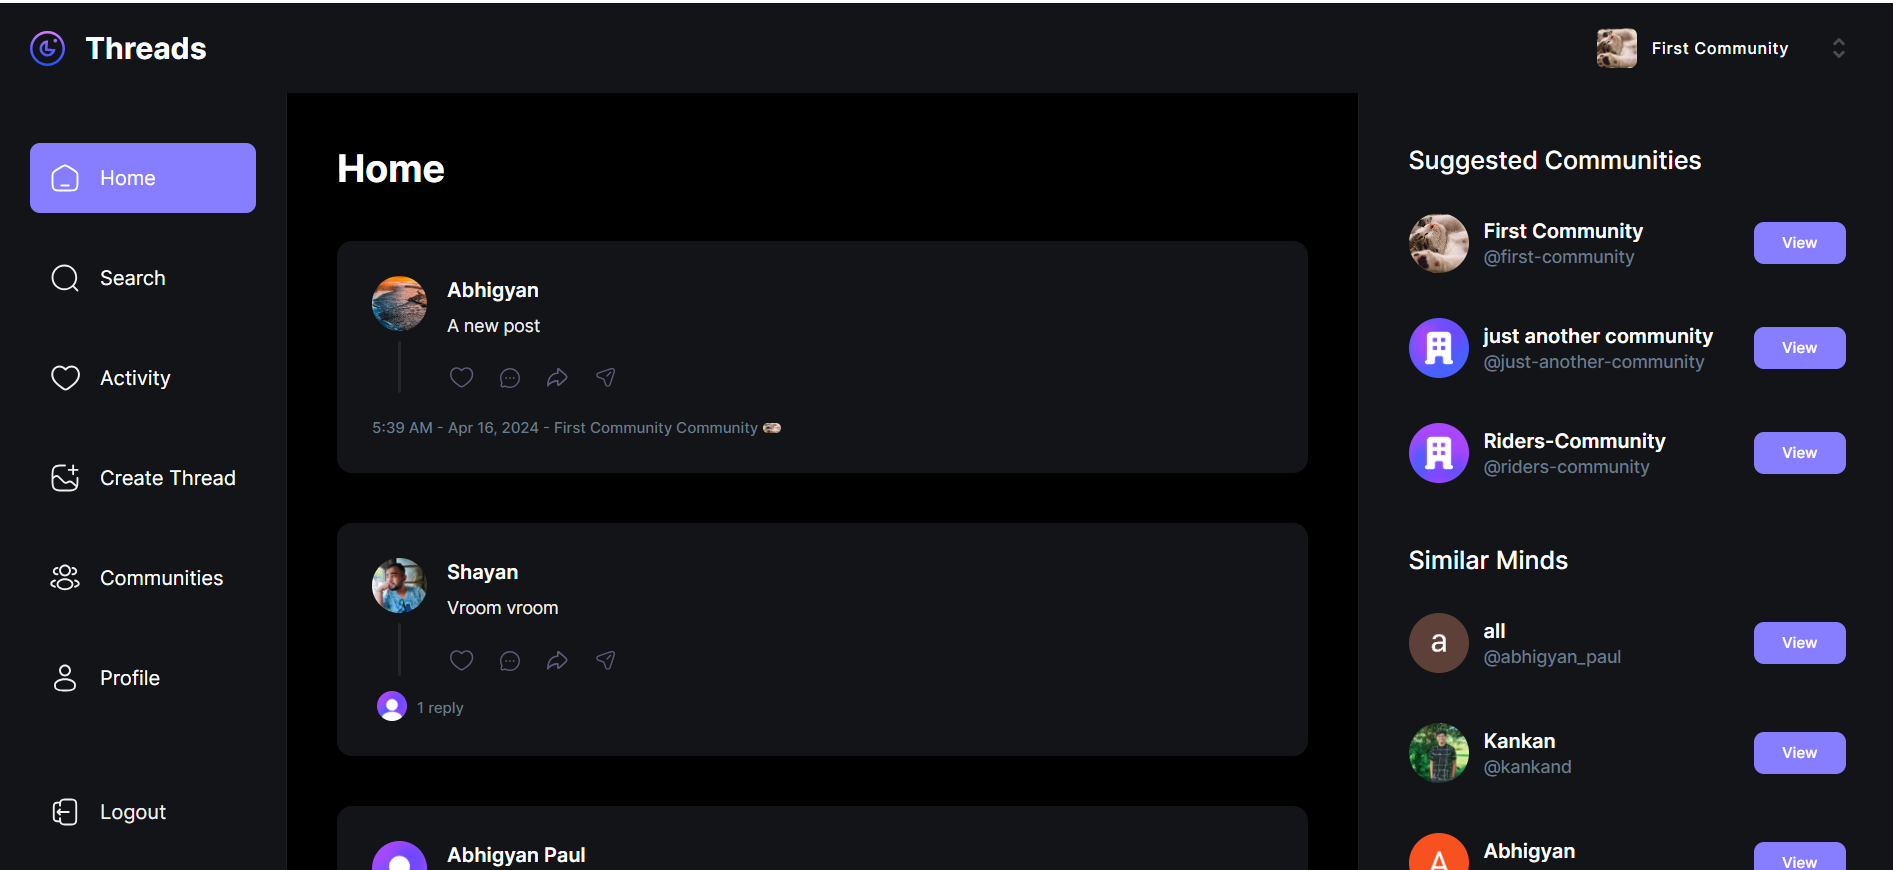 Threads
First Community
Home
Search
Activity
Create Thread
Communities
Profile
Logout
Home
Abhigyan
A new post
5:39 AM - Apr 16, 2024 - First Community Community
Shayan
Vroom vroom
1 reply
Abhigyan Paul
Suggested Communities
First Community
@first-community
View
just another community
@just-another-community
View
Riders-Community
@riders-community
View
Similar Minds
a
all
@abhigyan_paul
View
Kankan
@kankand
View
A
Abhigyan
View